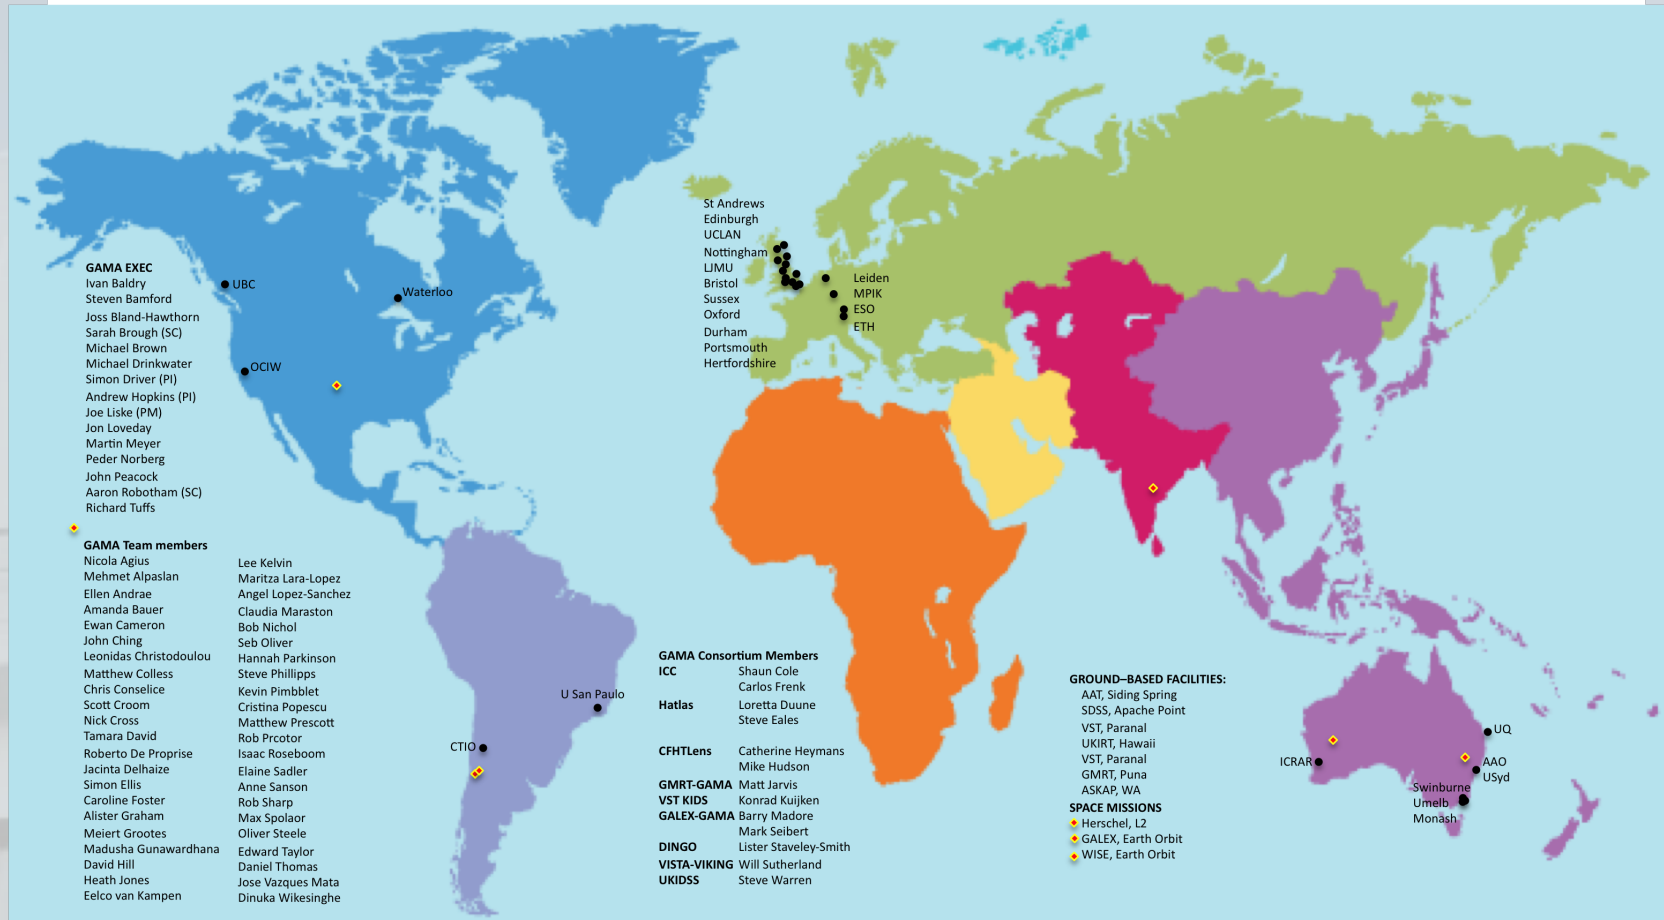 GAMA EXEC
Ivan Baldry
Steven Bamford
Joss Bland-Hawthorn
Sarah Brough (SC)
Michael Brown
Michael Drinkwater
Simon Driver (PI)
Andrew Hopkins (PI)
Joe Liske (PM)
Jon Loveday
Martin Meyer
Peder Norberg
John Peacock
Aaron Robotham (SC)
Richard Tuffs
UBC
Waterloo
OCIW
St Andrews
Edinburgh
UCLAN
Nottingham
LJMU
Bristol
Sussex
Oxford
Durham
Portsmouth
Hertfordshire
Leiden
MPIK
ESO
ETH
GAMA Team members
Nicola Agius
Mehmet Alpaslan
Ellen Andrae
Amanda Bauer
Ewan Cameron
John Ching
Leonidas Christodoulou
Matthew Colless
Chris Conselice
Scott Croom
Nick Cross
Tamara David
Roberto De Proprise
Jacinta Delhaize
Simon Ellis
Caroline Foster
Alister Graham
Meiert Grootes
Madusha Gunawardhana
David Hill
Heath Jones
Eelco van Kampen
Lee Kelvin
Maritza Lara-Lopez
Angel Lopez-Sanchez
Claudia Maraston
Bob Nichol
Seb Oliver
Hannah Parkinson
Steve Phillipps
Kevin Pimbblet
Cristina Popescu
Matthew Prescott
Rob Prcotor
Isaac Roseboom
Elaine Sadler
Anne Sanson
Rob Sharp
Max Spolaor
Oliver Steele
Edward Taylor
Daniel Thomas
Jose Vazques Mata
Dinuka Wikesinghe
U San Paulo
CTIO
GAMA Consortium Members
ICC Shaun Cole
Carlos Frenk
Hatlas Loretta Duune
Steve Eales
CFHTLens Catherine Heymans
Mike Hudson
GMRT-GAMA Matt Jarvis
VST KIDS Konrad Kuijken
GALEX-GAMA Barry Madore
Mark Seibert
DINGO Lister Staveley-Smith
VISTA-VIKING Will Sutherland
UKIDSS Steve Warren
GROUND–BASED FACILITIES:
AAT, Siding Spring
SDSS, Apache Point
VST, Paranal
UKIRT, Hawaii
VST, Paranal
GMRT, Puna
ASKAP, WA
SPACE MISSIONS
Herschel, L2
GALEX, Earth Orbit
WISE, Earth Orbit
UQ
ICRAR
AAO
USyd
Swinburne
Umelb
Monash